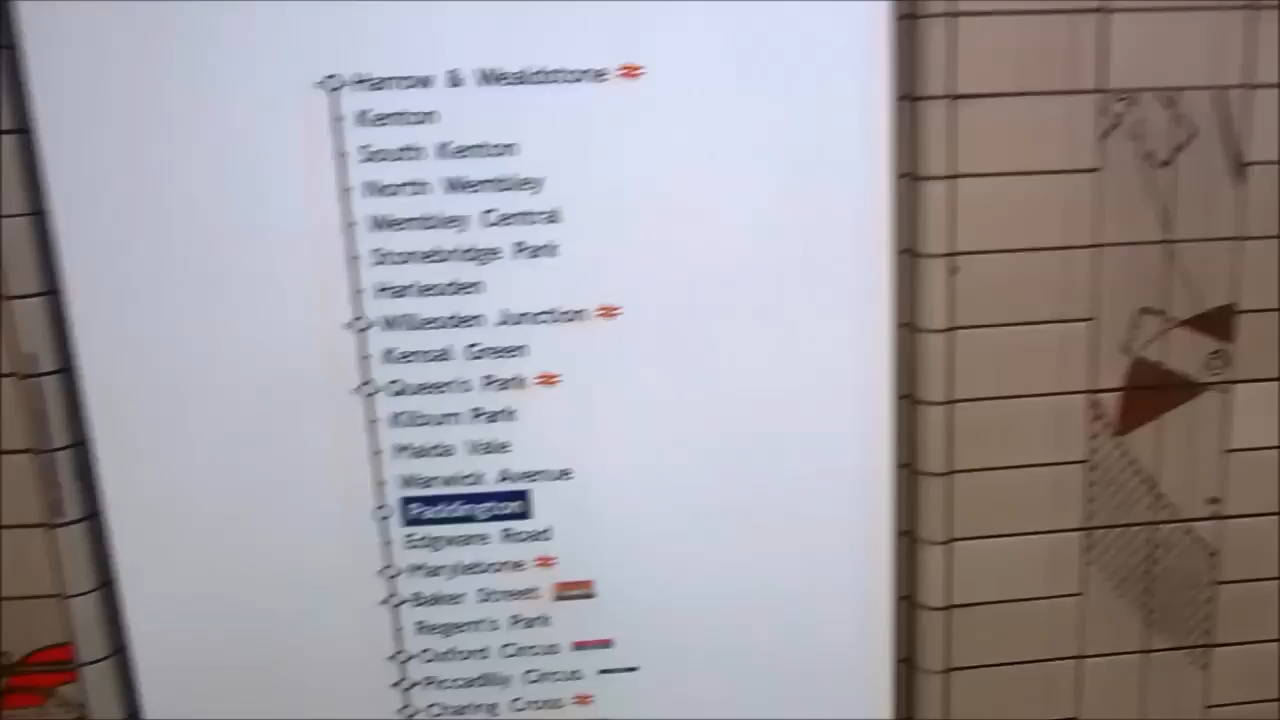 Harrow & Wealdstone
Kenton
South Kenton
North Wembley
Wembley Central
Stonebridge Park
Harlesden
Willesden Junction
Kensal Green
Queen's Park
Kilburn Park
Maida Vale
Warwick Avenue
Paddington
Edgware Road
Marylebone
Baker Street
Regent's Park
Oxford Circus
Piccadilly Circus
Charing Cross